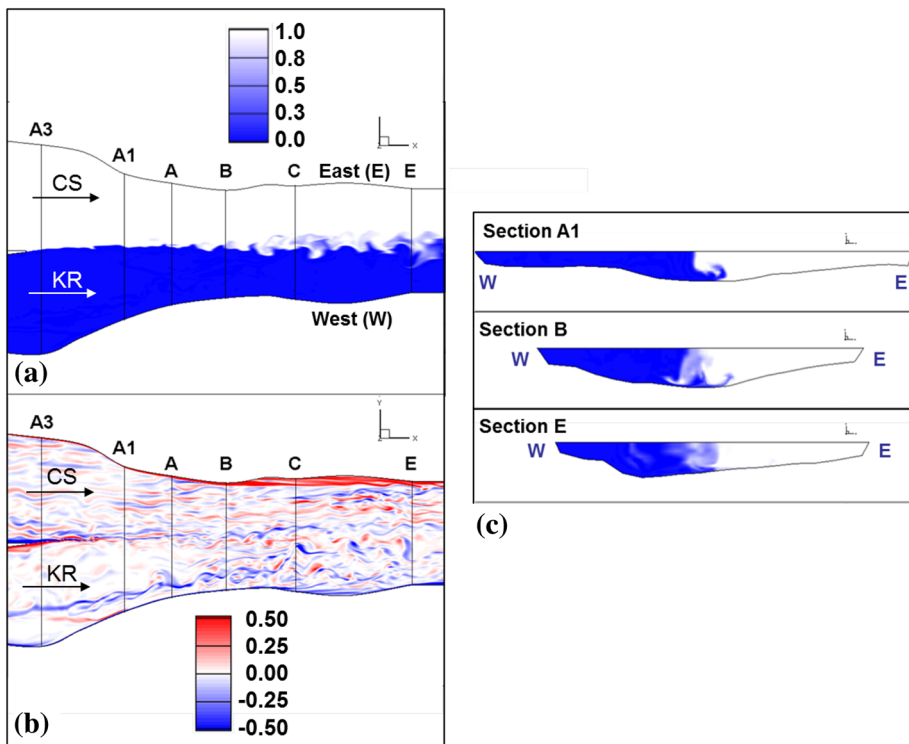 1.0
0.8
0.5
0.3
0.0
A3
A1
A
B
C
East (E)
E
X
CS
KR
West (W)
(a)
Y
Z
X
A3
A1
A
B
C
E
CS
KR
0.50
0.25
0.00
-0.25
-0.50
(b)
Section A1
W
E
Section B
W
E
Section E
W
E
(c)